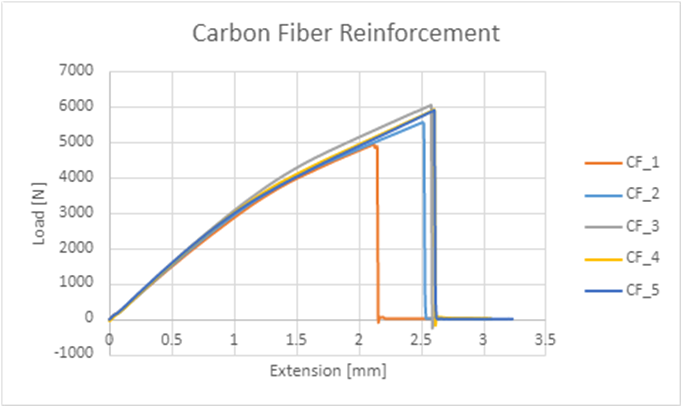 Carbon Fiber Reinforcement
7000
6000
5000
4000
3000
2000
1000
0
-1000
Load [N]
0 0.5 1 1.5 2 2.5 3 3.5
Extension [mm]
CF_1
CF_2
CF_3
CF_4
CF_5